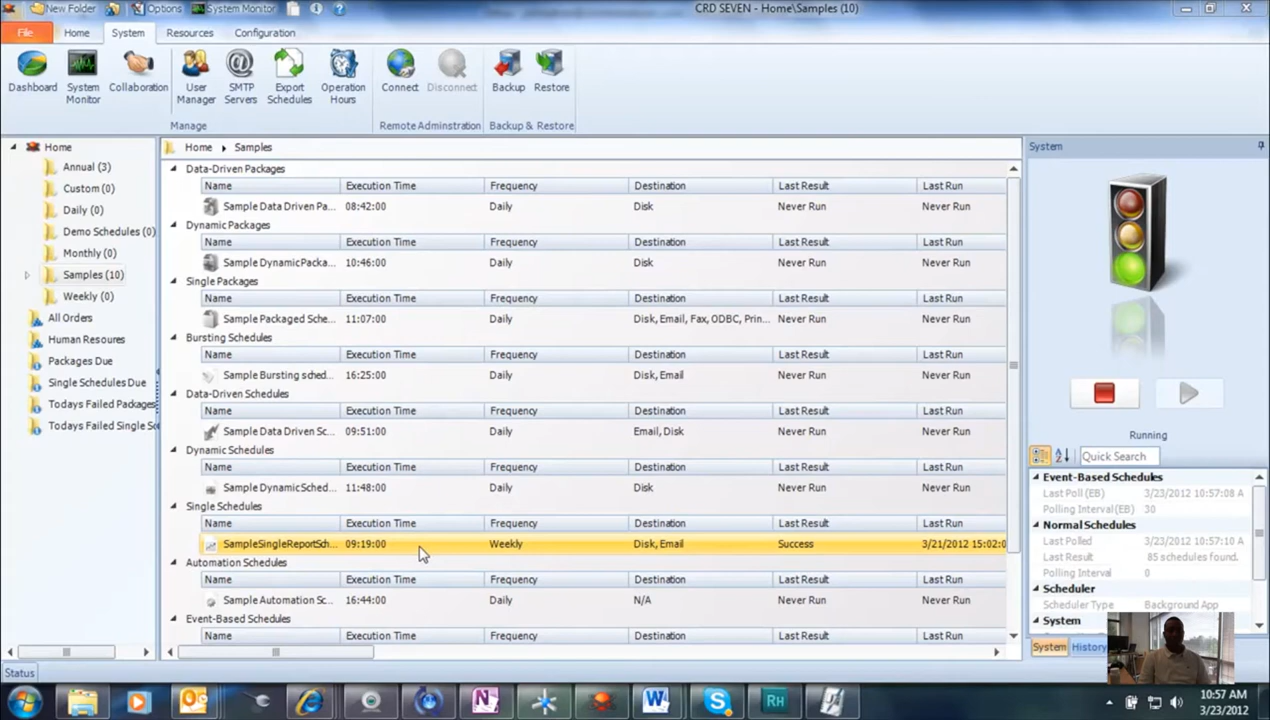 New Folder Options System Monitor CRD SEVEN - Home\Samples (10)
File Home System Resources Configuration
Dashboard System Monitor Collaboration User Manager SMTP Servers Export Schedules Operation Hours Connect Disconnect Backup Restore
Manage Remote Adminstration Backup & Restore
Home
Annual (3)
Custom (0)
Daily (0)
Demo Schedules (0)
Monthly (0)
Samples (10)
Weekly (0)
All Orders
Human Resoures
Packages Due
Single Schedules Due
Todays Failed Packages
Todays Failed Single Sc
Home Samples
Data-Driven Packages
Name Execution Time Frequency Destination Last Result Last Run
Sample Data Driven Pa... 08:42:00 Daily Disk Never Run Never Run
Dynamic Packages
Name Execution Time Frequency Destination Last Result Last Run
Sample DynamicPacka... 10:46:00 Daily Disk Never Run Never Run
Single Packages
Name Execution Time Frequency Destination Last Result Last Run
Sample Packaged Sche... 11:07:00 Daily Disk, Email, Fax, ODBC, Prin... Never Run Never Run
Bursting Schedules
Name Execution Time Frequency Destination Last Result Last Run
Sample Bursting sched... 16:25:00 Daily Disk, Email Never Run Never Run
Data-Driven Schedules
Name Execution Time Frequency Destination Last Result Last Run
Sample Data Driven Sc... 09:51:00 Daily Email, Disk Never Run Never Run
Dynamic Schedules
Name Execution Time Frequency Destination Last Result Last Run
Sample DynamicSched... 11:48:00 Daily Disk Never Run Never Run
Single Schedules
Name Execution Time Frequency Destination Last Result Last Run
SampleSingleReportSch... 09:19:00 Weekly Disk, Email Success 3/21/2012 15:02:0
Automation Schedules
Name Execution Time Frequency Destination Last Result Last Run
Sample Automation Sc... 16:44:00 Daily N/A Never Run Never Run
Event-Based Schedules
Name Execution Time Frequency Destination Last Result Last Run
System
Running
Quick Search
Event-Based Schedules
Last Poll (EB) 3/23/2012 10:57:08 A
Polling Interval(EB) 30
Normal Schedules
Last Polled 3/23/2012 10:57:10 A
Last Result 85 schedules found.
Polling Interval 0
Scheduler
Scheduler Type Background App
System
System History
Status
10:57 AM
3/23/2012